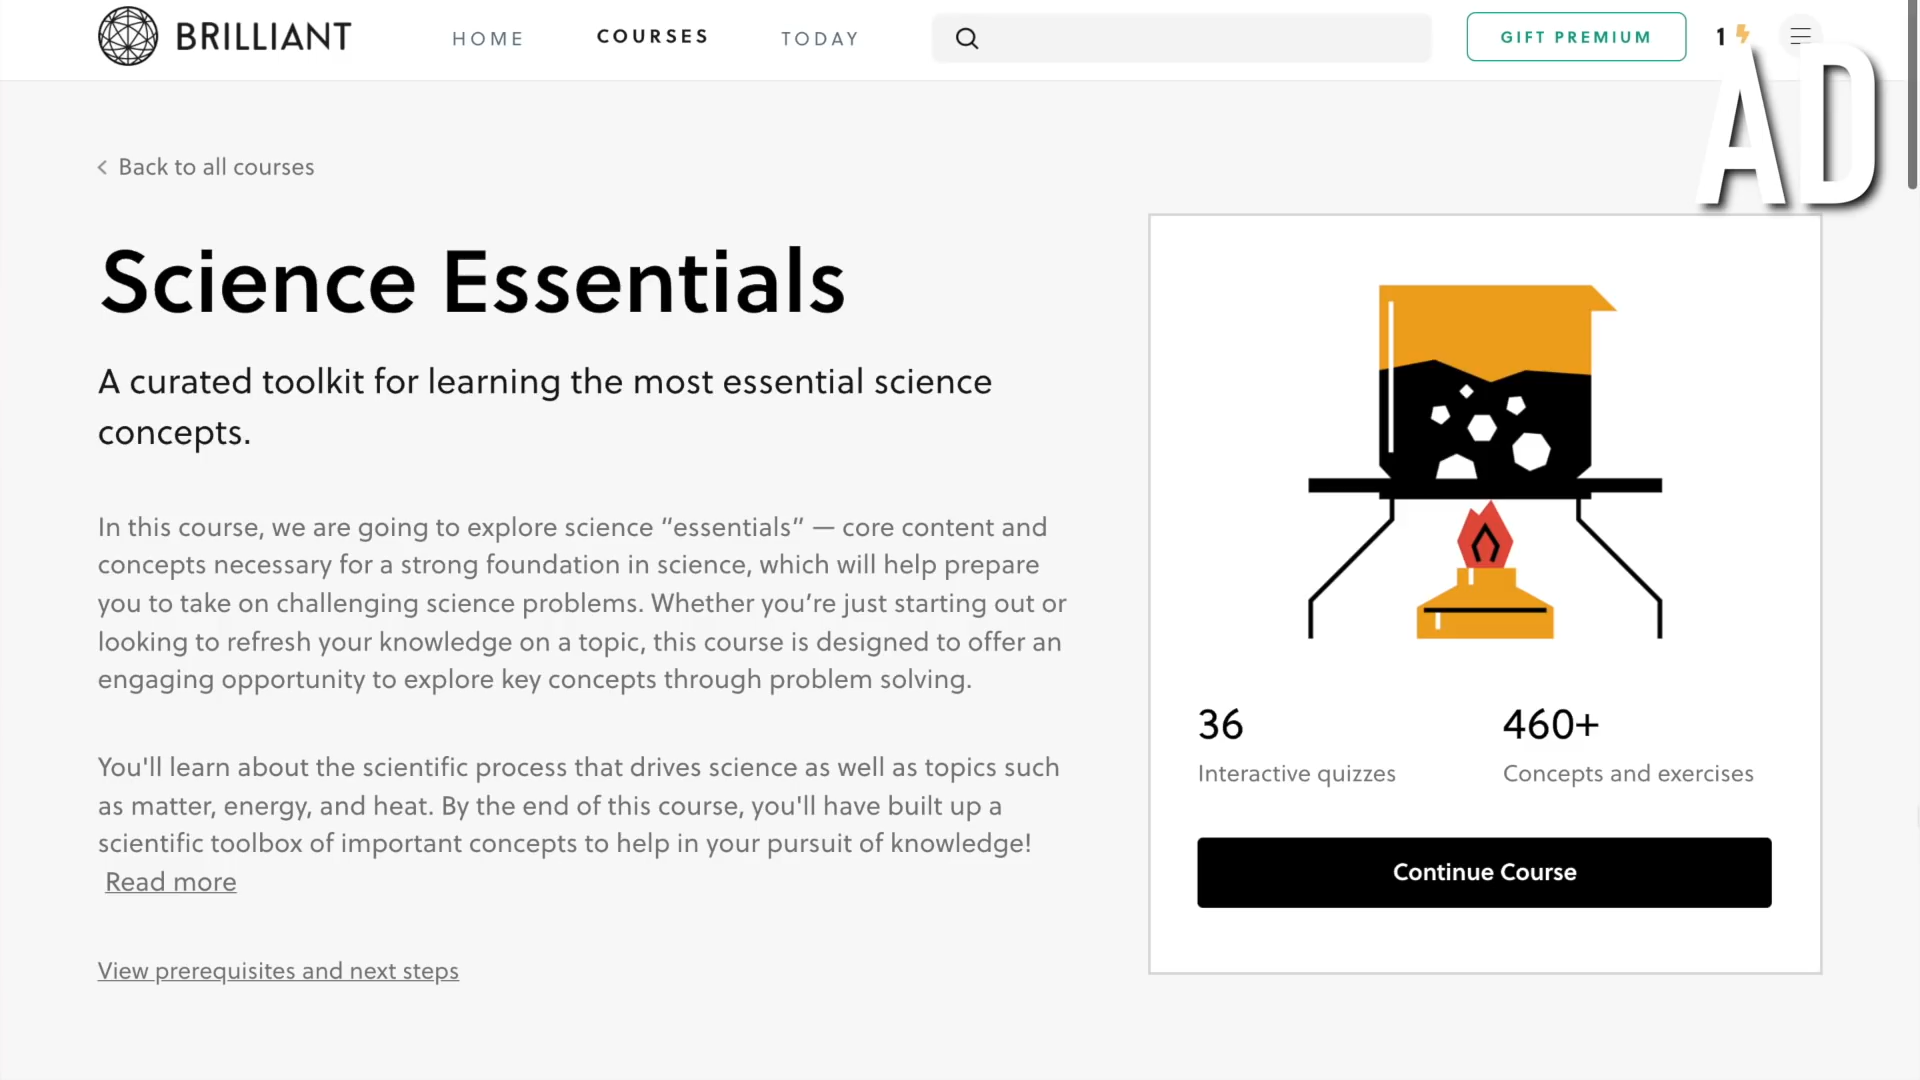 BRILLIANT
HOME
COURSES
TODAY
GIFT PREMIUM
1
AD
Back to all courses
Science Essentials
A curated toolkit for learning the most essential science
concepts.
In this course, we are going to explore science “essentials” — core content and
concepts necessary for a strong foundation in science, which will help prepare
you to take on challenging science problems. Whether you’re just starting out or
looking to refresh your knowledge on a topic, this course is designed to offer an
engaging opportunity to explore key concepts through problem solving.
You'll learn about the scientific process that drives science as well as topics such
as matter, energy, and heat. By the end of this course, you'll have built up a
scientific toolbox of important concepts to help in your pursuit of knowledge!
Read more
View prerequisites and next steps
36
Interactive quizzes
460+
Concepts and exercises
Continue Course